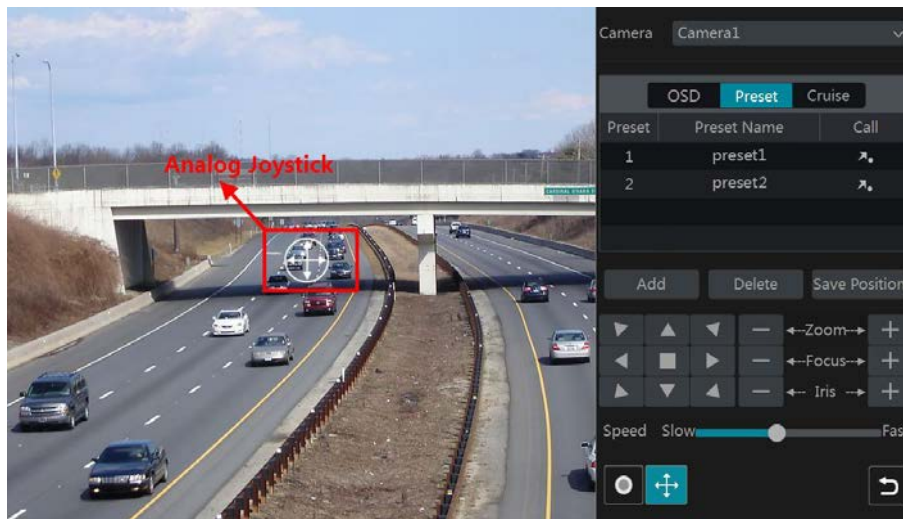 Camera Camera1
OSD Preset Cruise
Preset Preset Name Call
1 preset1
2 preset2
Analog Joystick
Add Delete Save Position
Zoom
Focus
Iris
Speed Slow Fas